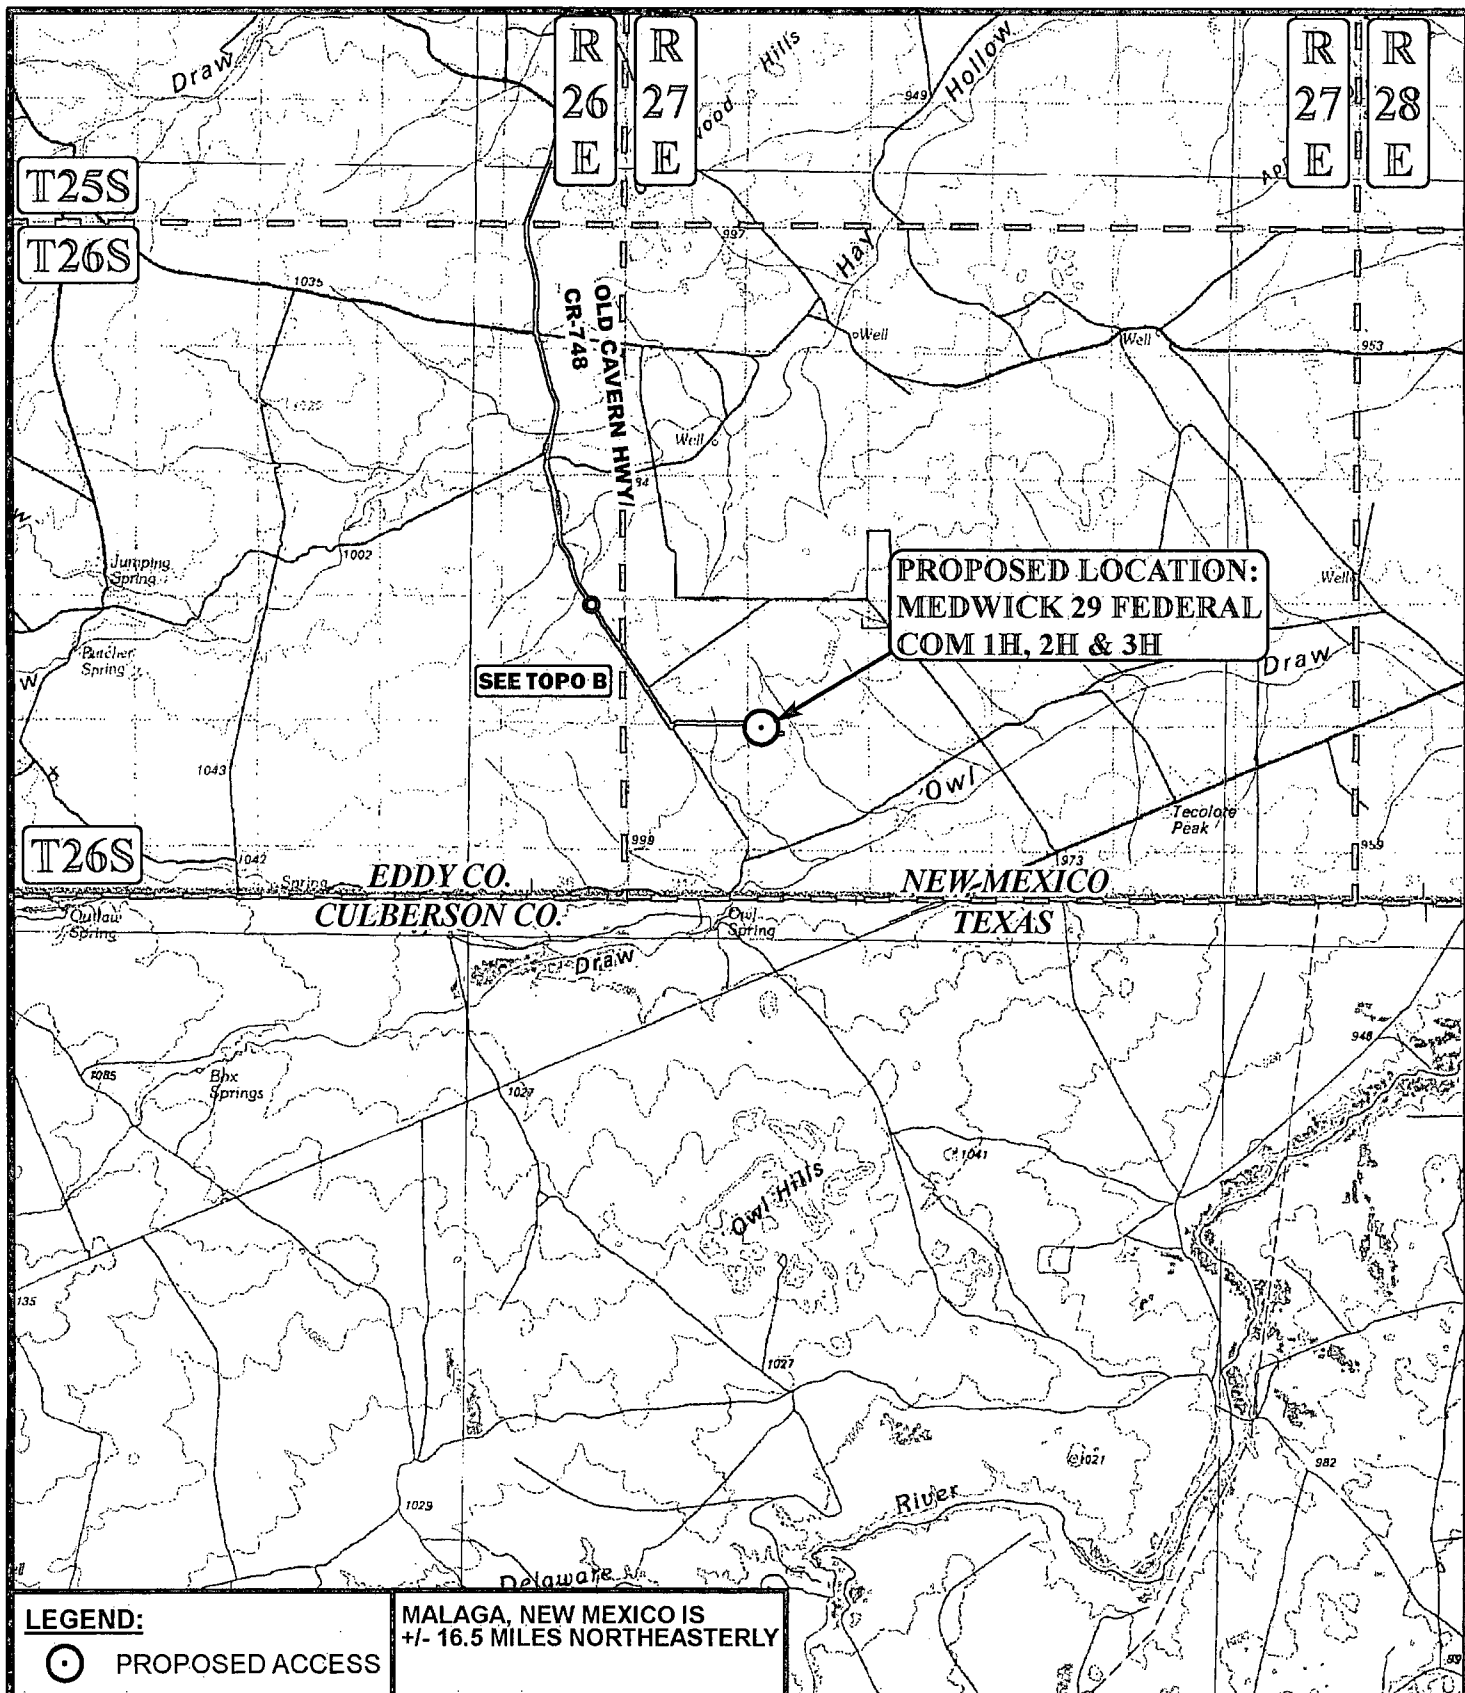 Draw
R
26
E
R
27
E
Hills
949
Hollow
R
27
E
R
28
E
T25S
T26S
997
Hay
1035
OLD CAVERN HWY/
CR-748
Well
Well
953
Well
94
1002
Jumping
Spring
PROPOSED LOCATION:
MEDWICK 29 FEDERAL
COM 1H, 2H & 3H
Well
Butcher
Spring
W
SEE TOPO B
Draw
1043
Owl
Tecolote
Peak
T26S
1042
999
973
959
Spring
EDDY CO.
NEW MEXICO
CULBERSON CO.
TEXAS
Outlaw
Spring
Owl
Spring
Draw
948
1085
Box
Springs
1027
1041
Owl Hills
135
1027
1021
982
1029
River
Delaware
LEGEND:
PROPOSED ACCESS
MALAGA, NEW MEXICO IS
+/- 16.5 MILES NORTHEASTERLY